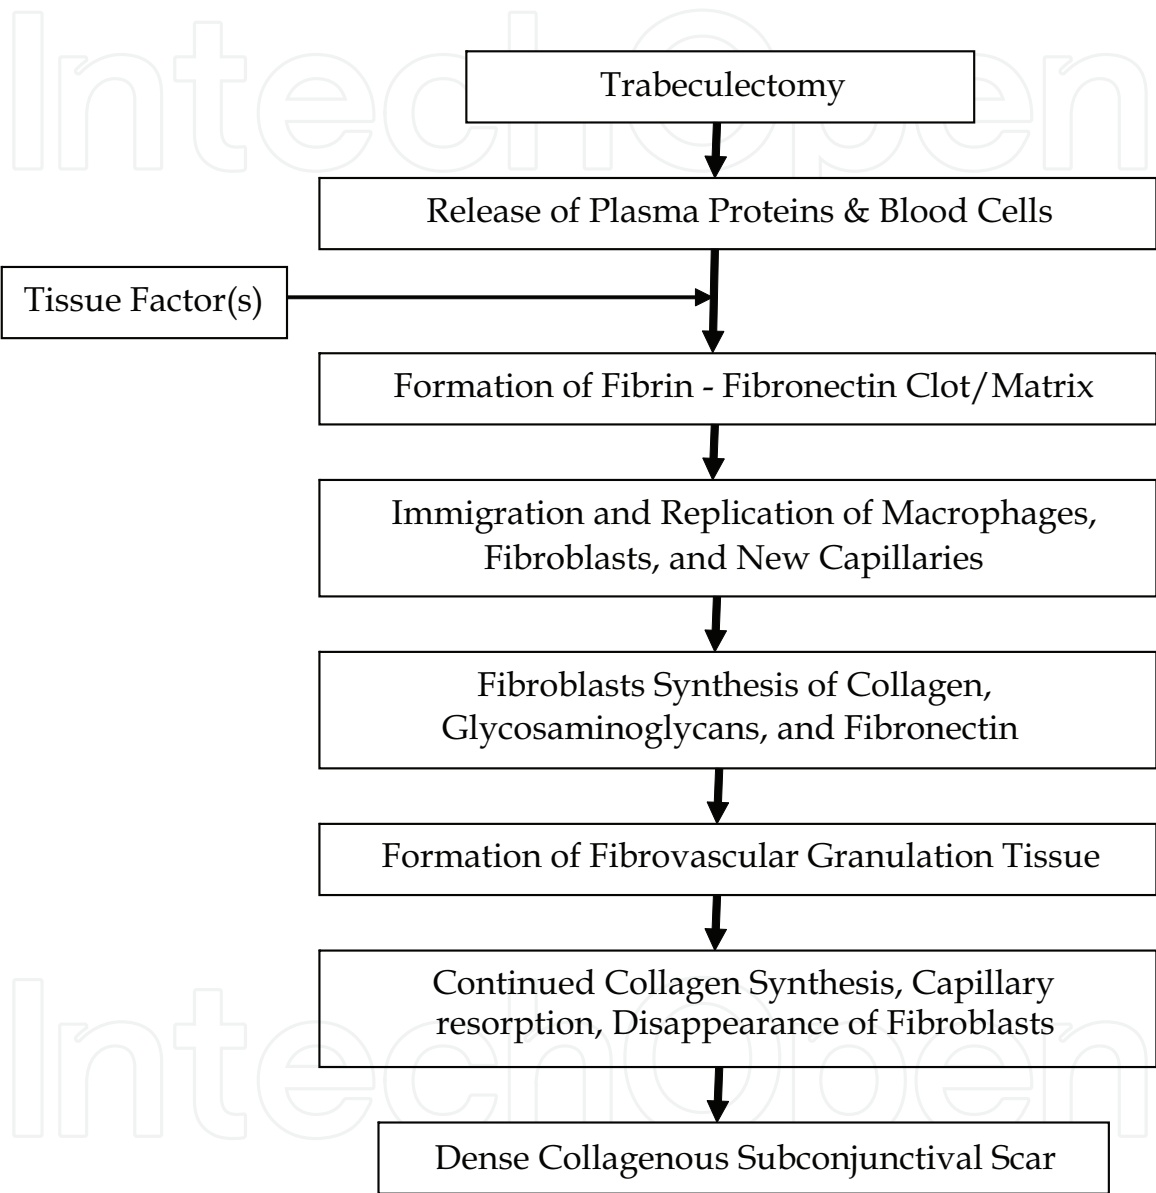 IntechOpen
Trabeculectomy
Release of Plasma Proteins & Blood Cells
Tissue Factor(s)
Formation of Fibrin - Fibronectin Clot/Matrix
Immigration and Replication of Macrophages,
Fibroblasts, and New Capillaries
Fibroblasts Synthesis of Collagen,
Glycosaminoglycans, and Fibronectin
Formation of Fibrovascular Granulation Tissue
Continued Collagen Synthesis, Capillary
resorption, Disappearance of Fibroblasts
IntechOpen
Dense Collagenous Subconjunctival Scar